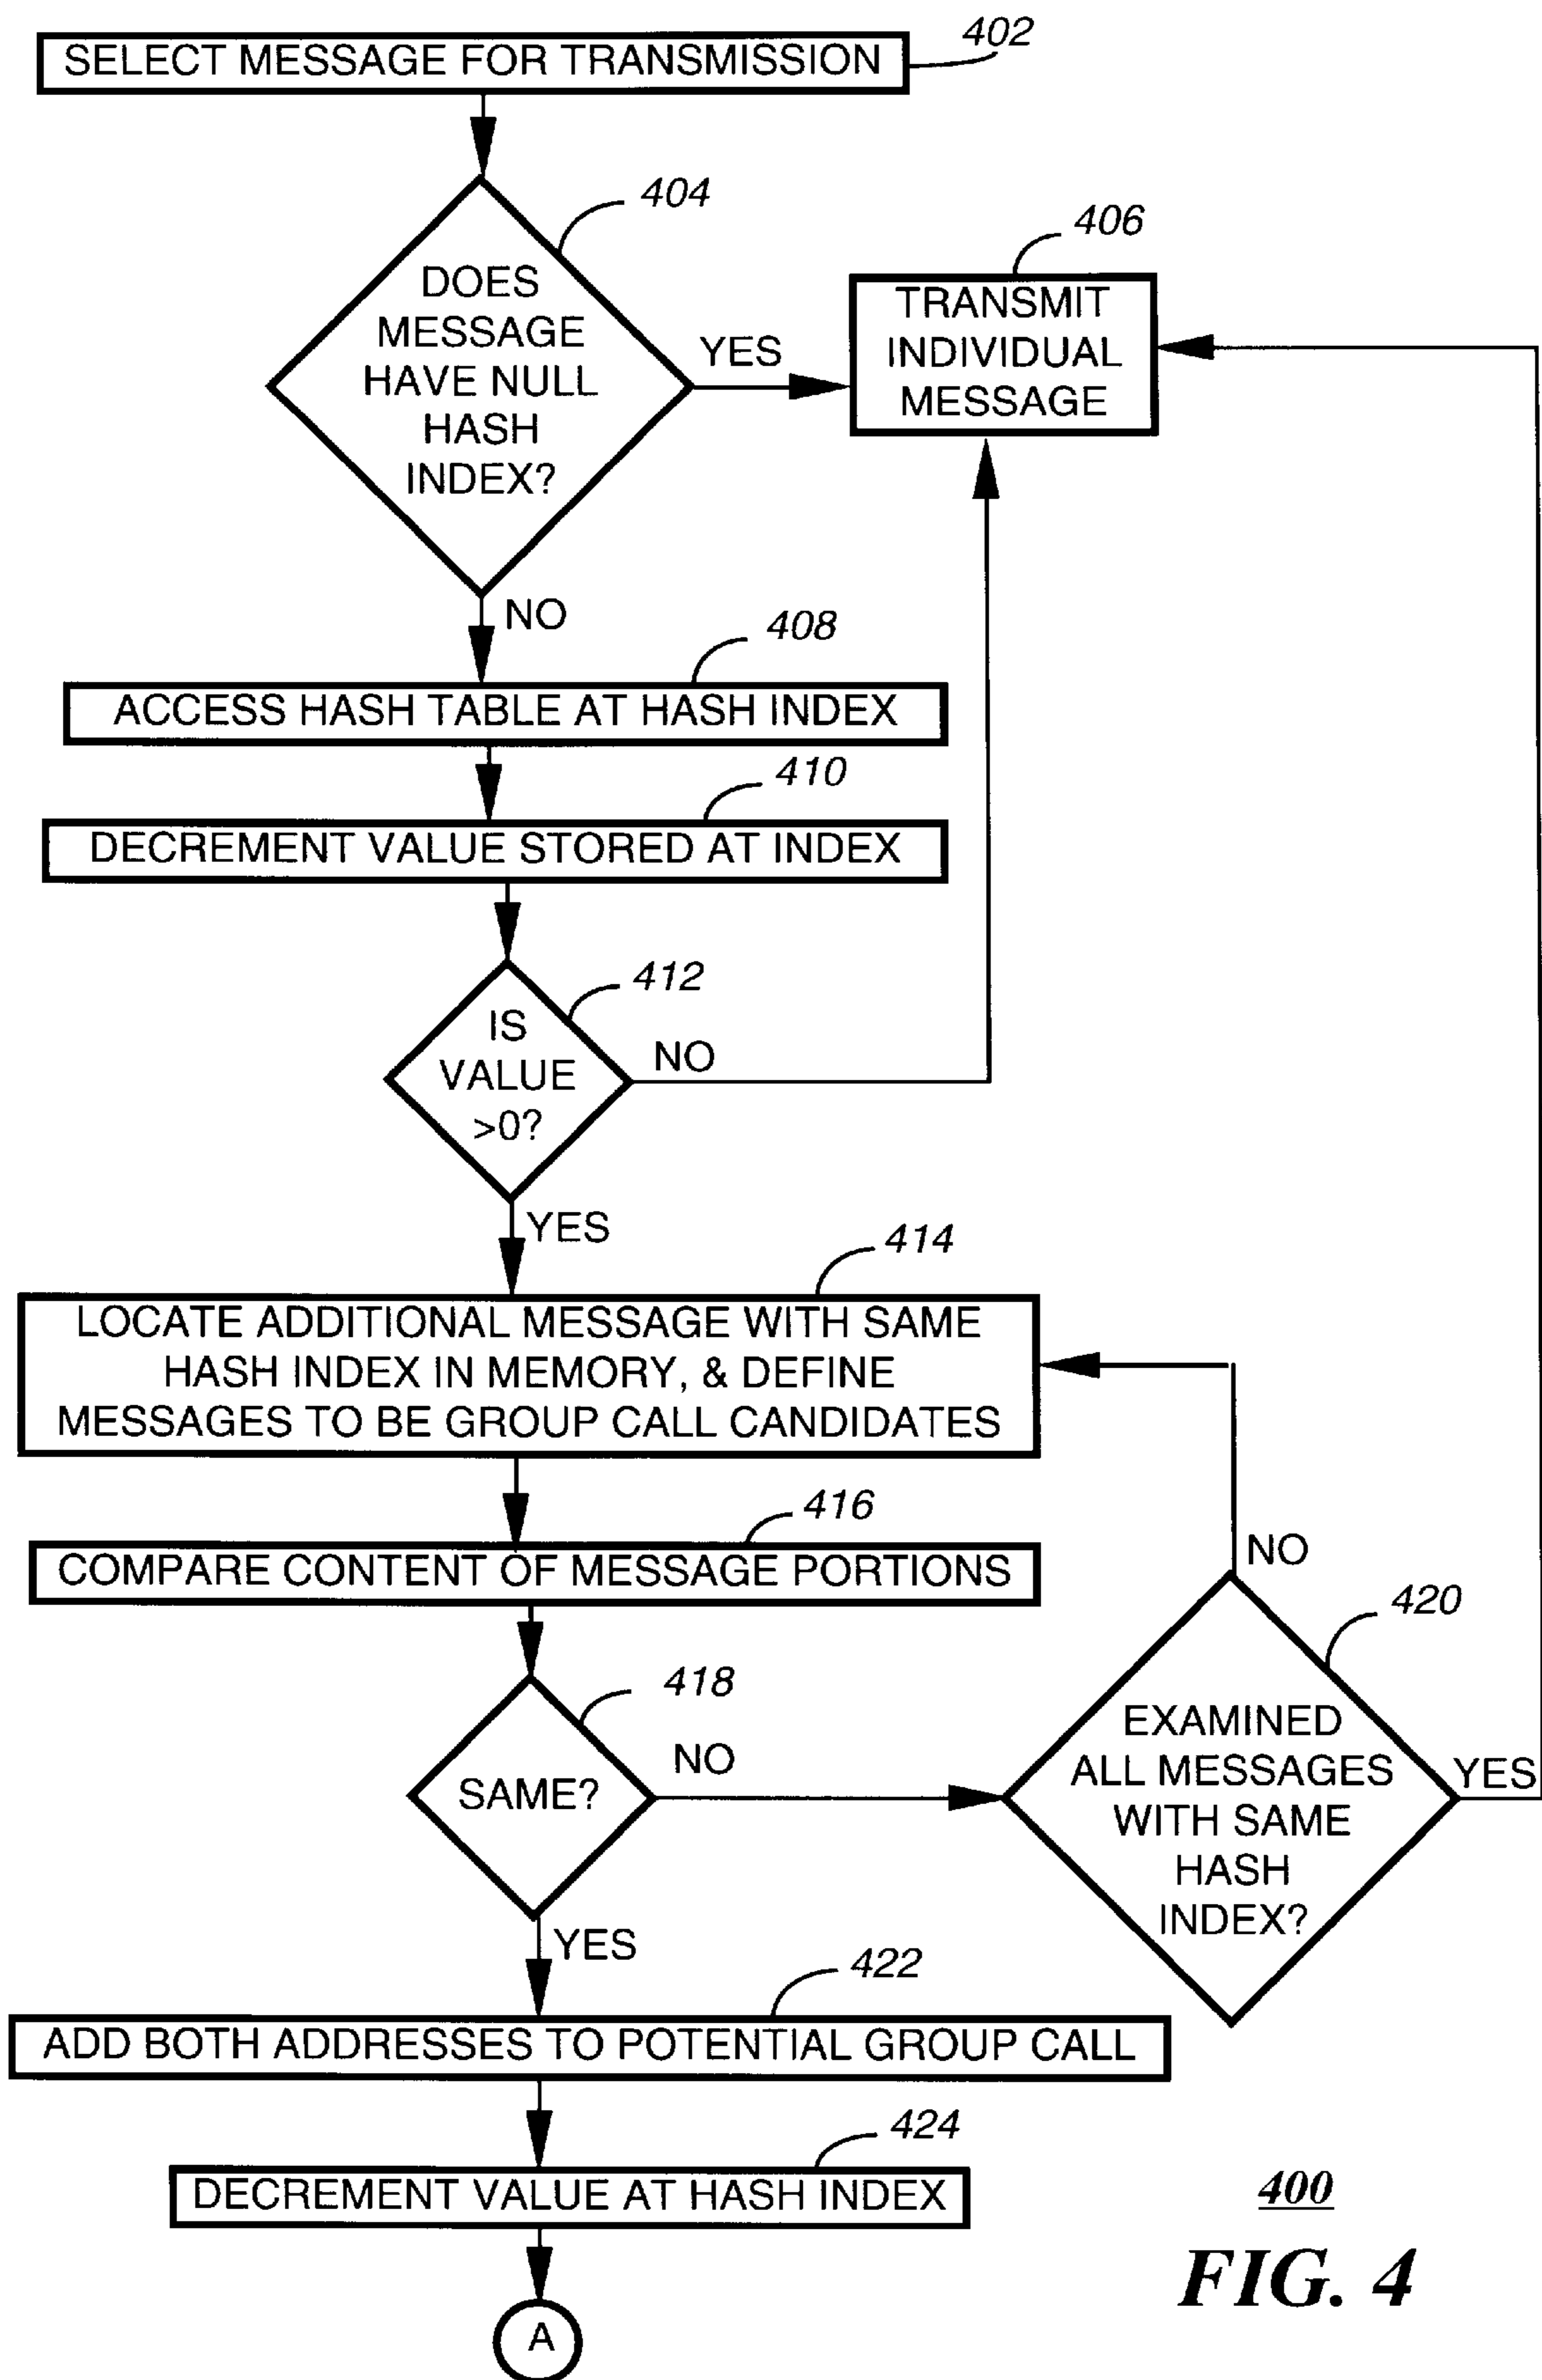 402
SELECT MESSAGE FOR TRANSMISSION
404
DOES
MESSAGE
HAVE NULL
HASH
INDEX?
YES
406
TRANSMIT
INDIVIDUAL
MESSAGE
NO
408
ACCESS HASH TABLE AT HASH INDEX
410
DECREMENT VALUE STORED AT INDEX
412
IS
VALUE
>0?
NO
YES
414
LOCATE ADDITIONAL MESSAGE WITH SAME
HASH INDEX IN MEMORY, & DEFINE
MESSAGES TO BE GROUP CALL CANDIDATES
416
COMPARE CONTENT OF MESSAGE PORTIONS
418
SAME?
NO
NO
420
EXAMINED
ALL MESSAGES
WITH SAME
HASH
INDEX?
YES
YES
422
ADD BOTH ADDRESSES TO POTENTIAL GROUP CALL
424
DECREMENT VALUE AT HASH INDEX
A
400
FIG. 4